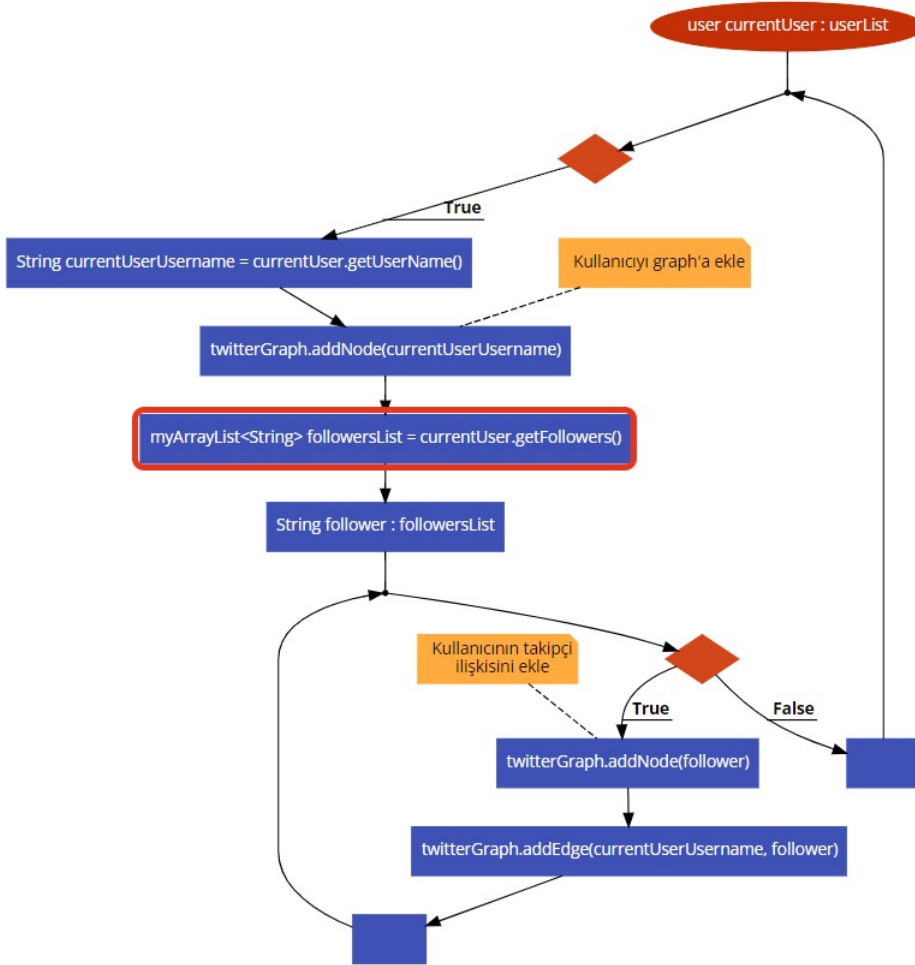 user currentUser : userList
True
String currentUserUsername = currentUser.getUserName()
Kullanıcıyı graph'a ekle
twitterGraph.addNode(currentUserUsername)
myArrayList<String> followersList = currentUser.getFollowers()
String follower : followersList
Kullanıcının takipçi
ilişkisini ekle
True
False
twitterGraph.addNode(follower)
twitterGraph.addEdge(currentUserUsername, follower)